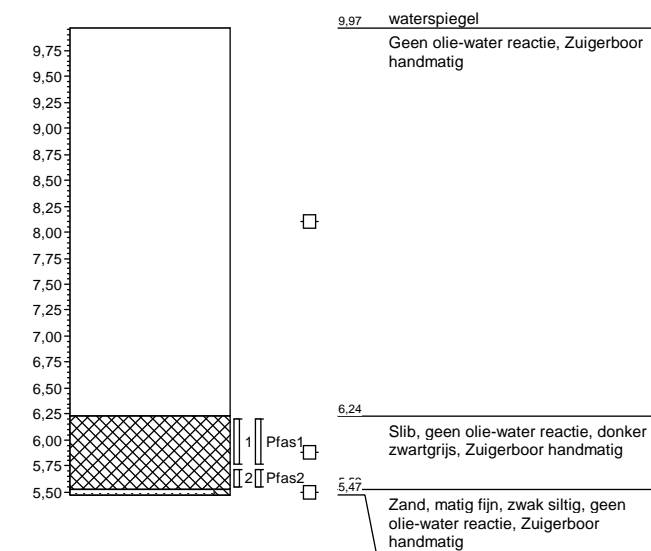 9,97 waterspiegel
Geen olie-water reactie, Zuigerboor
handmatig
9,75
9,50
9,25
9,00
8,75
8,50
8,25
8,00
7,75
7,50
7,25
7,00
6,75
6,50
6,25
6,00
5,75
5,50
1 Pfas1
2 Pfas2
6,24
Slib, geen olie-water reactie, donker
zwartgrijs, Zuigerboor handmatig
5,47
Zand, matig fijn, zwak siltig, geen
olie-water reactie, Zuigerboor
handmatig